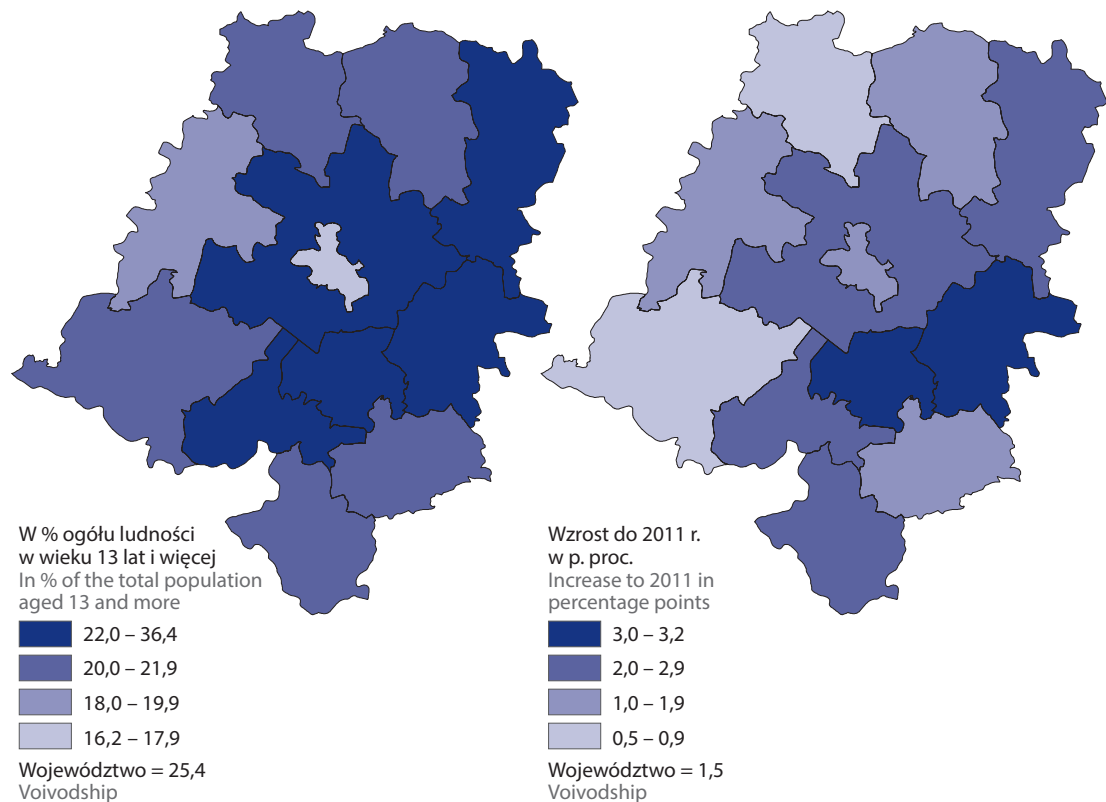 W % ogółu ludności
w wieku 13 lat i więcej
In % of the total population
aged 13 and more
22,0 – 36,4
20,0 – 21,9
18,0 – 19,9
16,2 – 17,9
Województwo = 25,4
Voivodship
Wzrost do 2011 r.
w p. proc.
Increase to 2011 in
percentage points
3,0 – 3,2
2,0 – 2,9
1,0 – 1,9
0,5 – 0,9
Województwo = 1,5
Voivodship